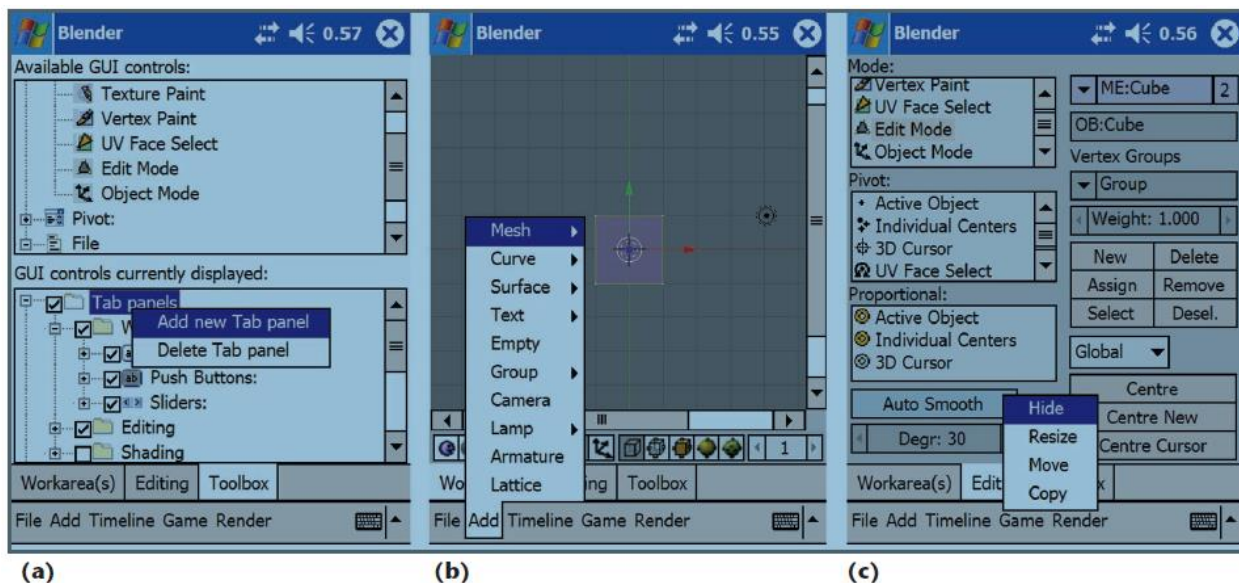 Blender 0.57
Available GUI controls:
Texture Paint
Vertex Paint
UV Face Select
Edit Mode
Object Mode
Pivot:
File
GUI controls currently displayed:
Tab panels
Add new Tab panel
Delete Tab panel
Push Buttons:
Sliders:
Editing
Shading
Workarea(s) Editing Toolbox
File Add Timeline Game Render
(a)
Blender 0.55
Mesh
Curve
Surface
Text
Empty
Group
Camera
Lamp
Armature
Lattice
1
Wo ng Toolbox
File Add Timeline Game Render
(b)
Blender 0.56
Mode:
Vertex Paint
UV Face Select
Edit Mode
Object Mode
Pivot:
Active Object
Individual Centers
3D Cursor
UV Face Select
Proportional:
Active Object
Individual Centers
3D Cursor
Auto Smooth
Degr: 30
ME:Cube 2
OB:Cube
Vertex Groups
Group
Weight: 1.000
New Delete
Assign Remove
Select Desel.
Global
Centre
Centre New
Centre Cursor
Hide
Resize
Move
Copy
Workarea(s) Edit x
File Add Timeline Game Render
(c)